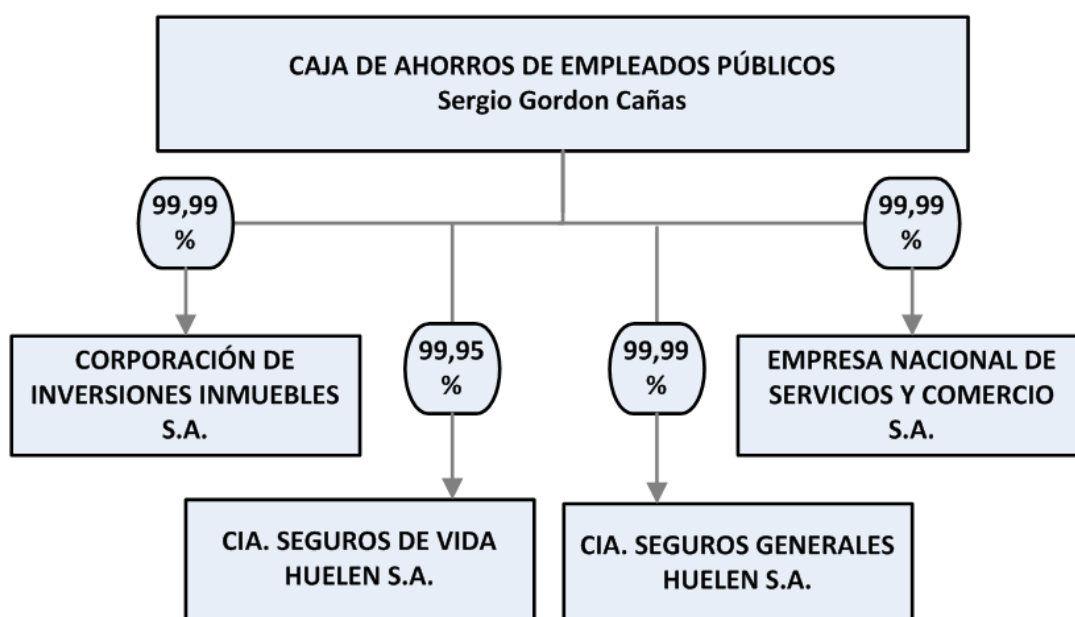 CAJA DE AHORROS DE EMPLEADOS PÚBLICOS
Sergio Gordon Cañas
99,99
%
99,99
%
99,95
%
99,99
%
CORPORACIÓN DE
INVERSIONES INMUEBLES
S.A.
EMPRESA NACIONAL DE
SERVICIOS Y COMERCIO
S.A.
CIA. SEGUROS DE VIDA
HUELEN S.A.
CIA. SEGUROS GENERALES
HUELEN S.A.